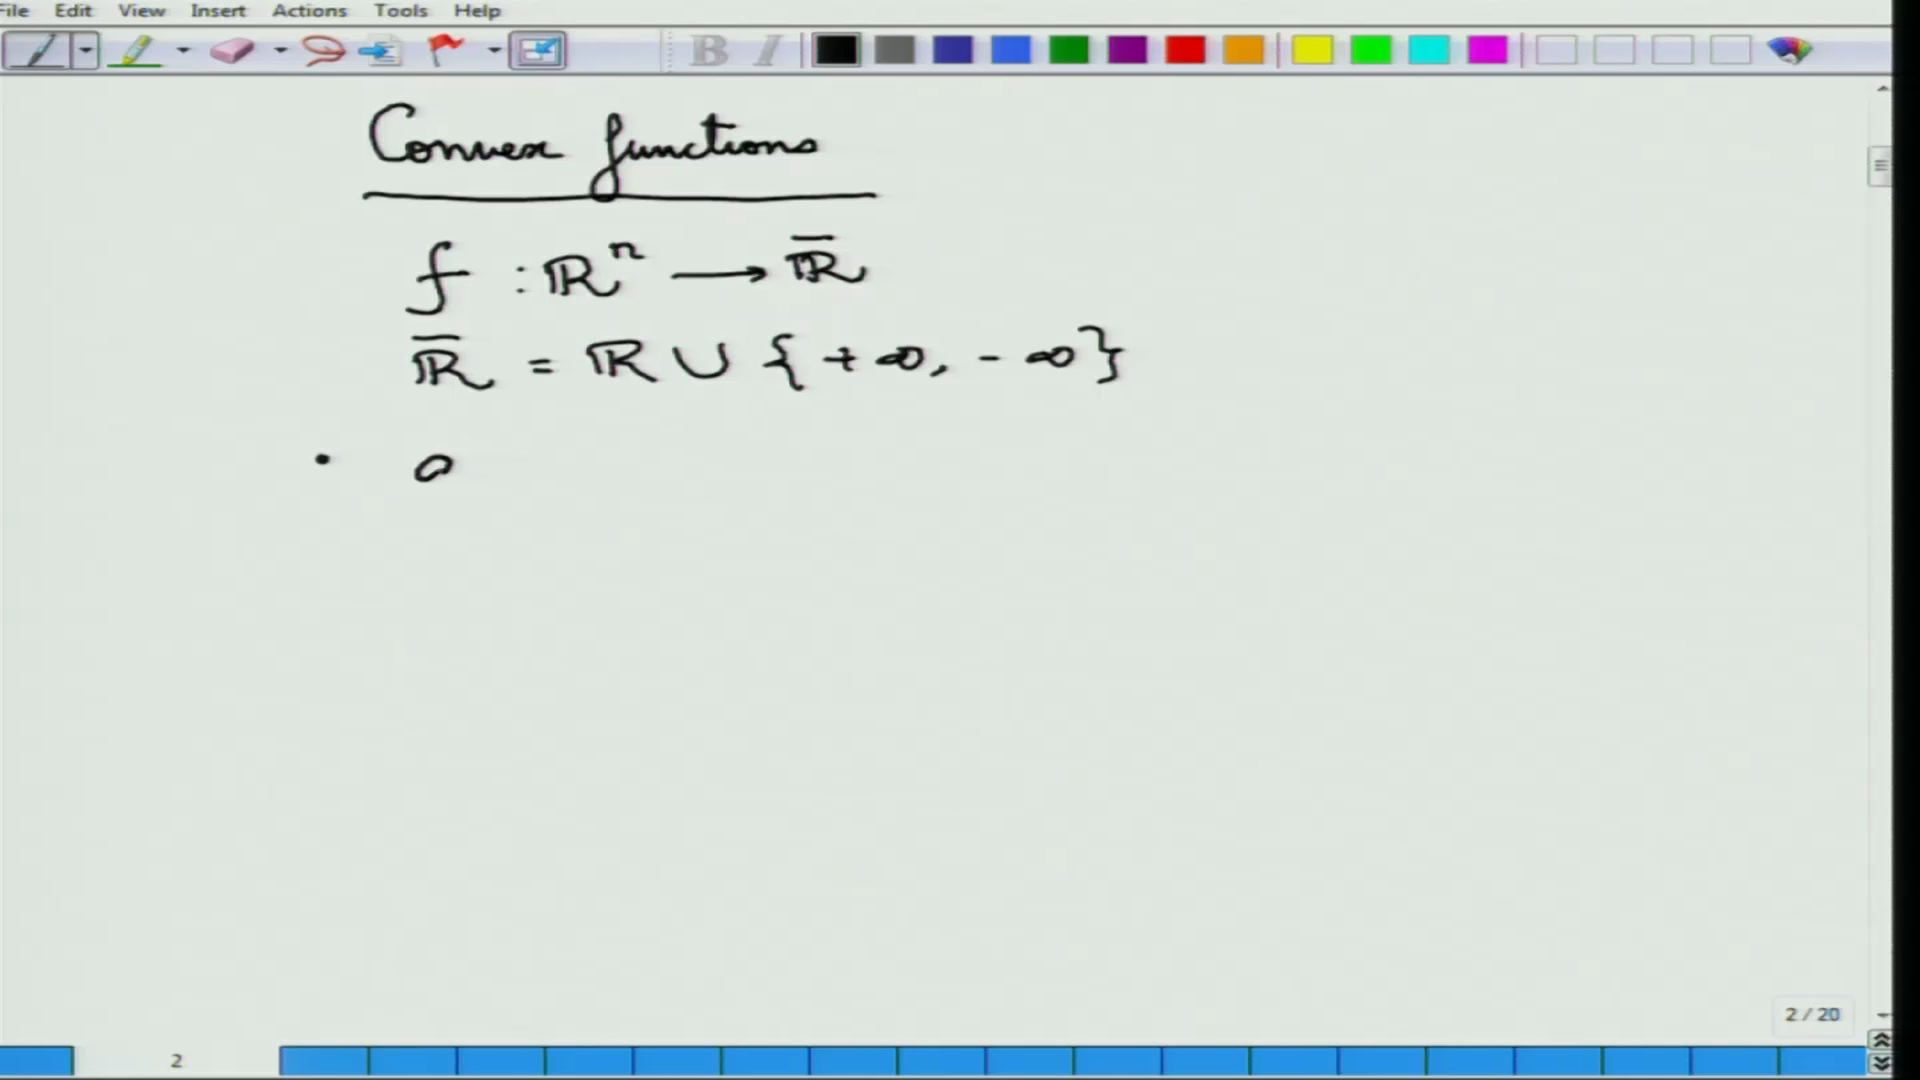 File Edit View Insert Actions Tools Help
B I
Convex functions
f : ℝⁿ → ℝ̄
ℝ̄ = ℝ ∪ { + ∞, - ∞}
• o
2 / 20
2